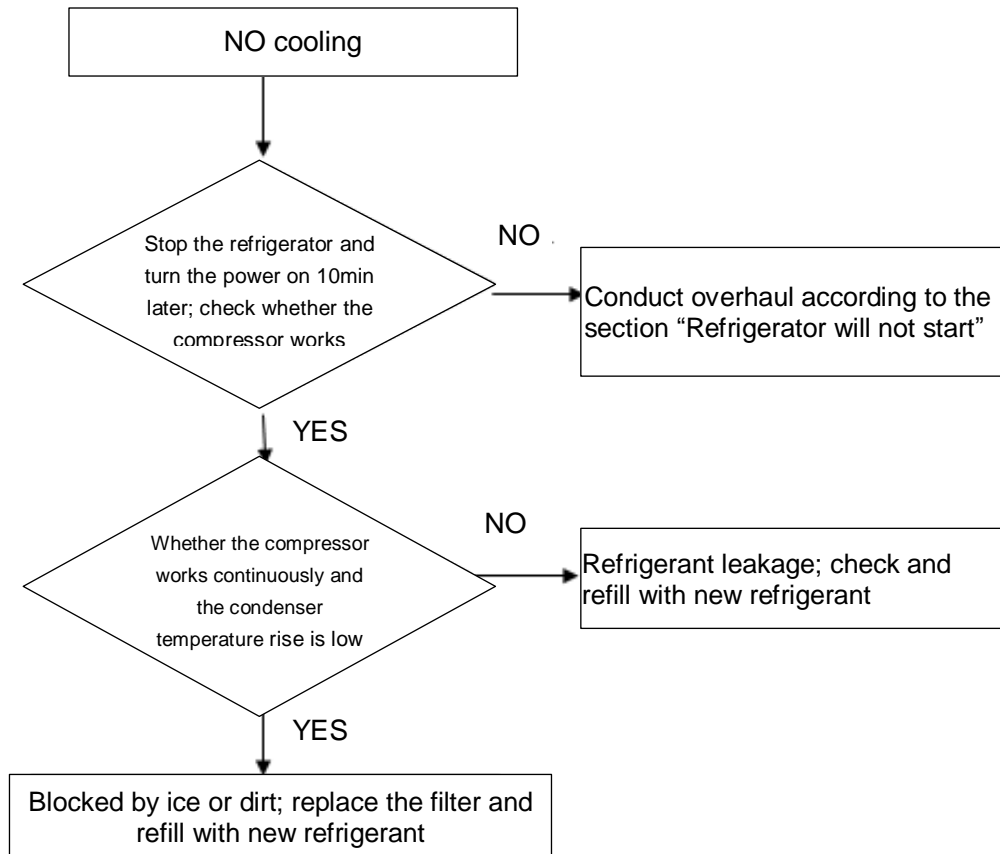 NO cooling
Stop the refrigerator and
turn the power on 10min
later; check whether the
compressor works
NO
Conduct overhaul according to the
section “Refrigerator will not start”
YES
Whether the compressor
works continuously and
the condenser
temperature rise is low
NO
Refrigerant leakage; check and
refill with new refrigerant
YES
Blocked by ice or dirt; replace the filter and
refill with new refrigerant